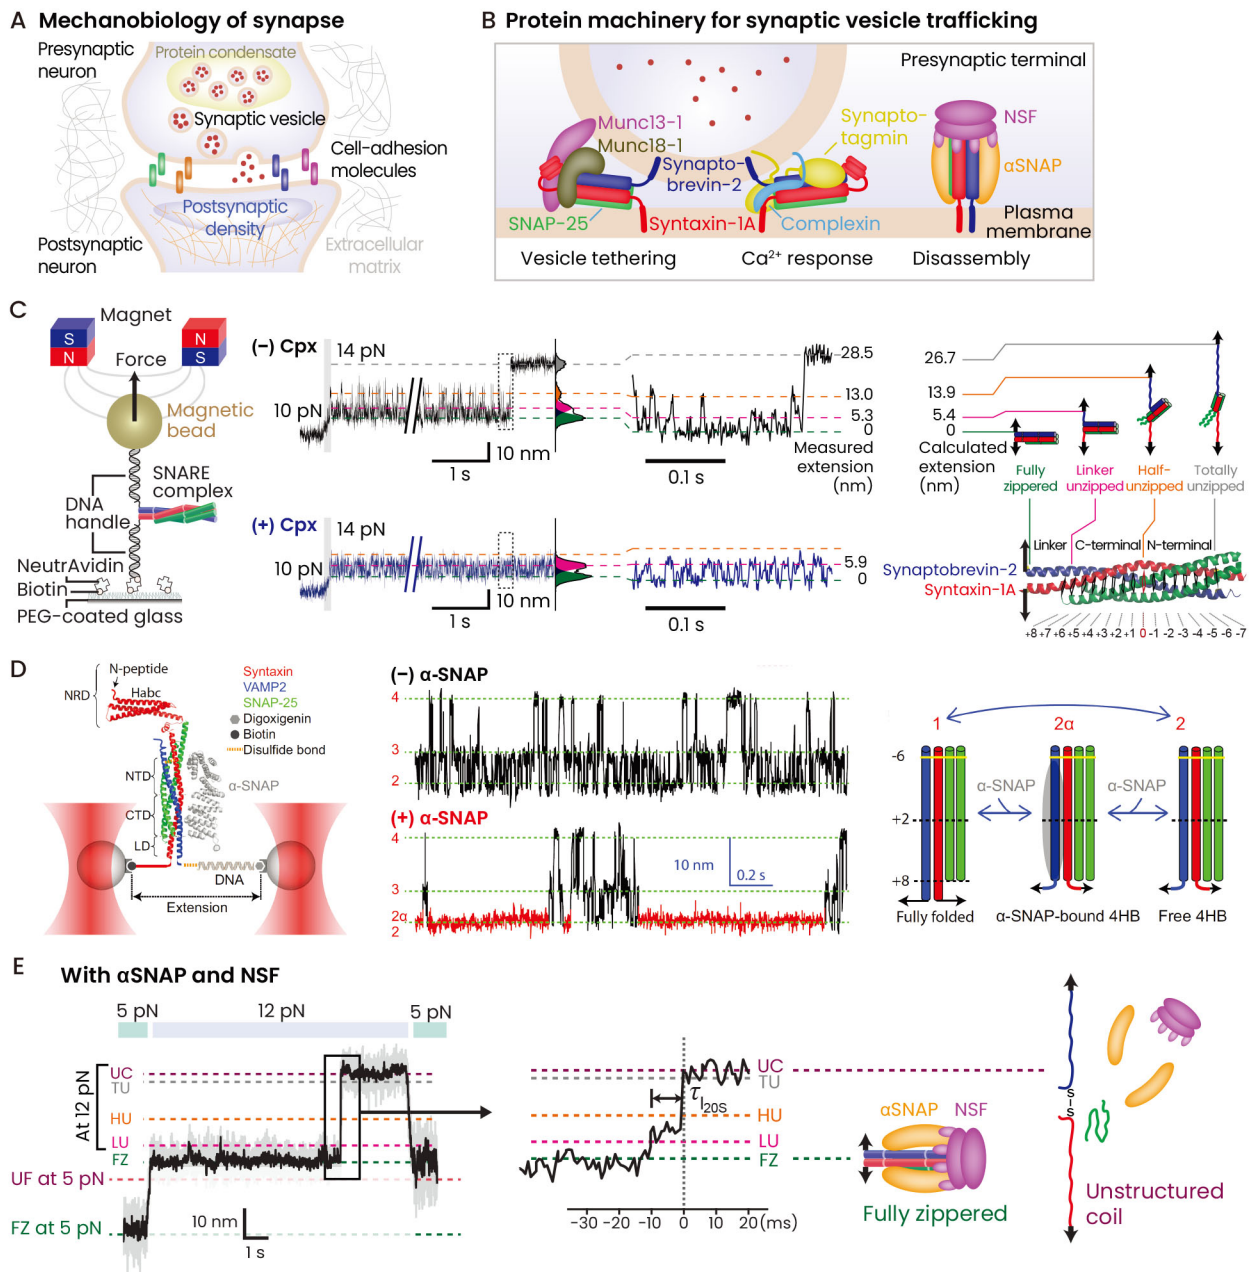 A Mechanobiology of synapse
Presynaptic
neuron
Protein condensate
Synaptic vesicle
Cell-adhesion
molecules
Postsynaptic
density
Postsynaptic
neuron
Extracellular
matrix
B Protein machinery for synaptic vesicle trafficking
Presynaptic terminal
Munc13-1
Munc18-1
Synapto-
brevin-2
Synapto-
tagmin
NSF
αSNAP
SNAP-25
Syntaxin-1A
Complexin
Plasma
membrane
Vesicle tethering
Ca²⁺ response
Disassembly
C
Magnet
S
N
N
S
Force
Magnetic
bead
SNARE
complex
DNA
handle
NeutrAvidin
Biotin
PEG-coated glass
(−) Cpx
14 pN
10 pN
10 nm
1 s
0.1 s
28.5
13.0
5.3
0
Measured
extension
(nm)
(+) Cpx
14 pN
10 pN
10 nm
1 s
0.1 s
5.9
0
26.7
13.9
5.4
0
Calculated
extension
(nm)
Fully
zippered
Linker
unzipped
Half-
unzipped
Totally
unzipped
Linker
C-terminal
N-terminal
Synaptobrevin-2
Syntaxin-1A
+8 +7 +6 +5 +4 +3 +2 +1 0 -1 -2 -3 -4 -5 -6 -7
D
N-peptide
NRD
Habc
Syntaxin
VAMP2
SNAP-25
Digoxigenin
Biotin
Disulfide bond
NTD
α-SNAP
CTD
LD
DNA
Extension
(−) α-SNAP
4
3
2
(+) α-SNAP
4
3
2α
2
10 nm
0.2 s
1
2α
2
-6
α-SNAP
α-SNAP
+2
+8
Fully folded
α-SNAP-bound 4HB
Free 4HB
E
With αSNAP and NSF
5 pN
12 pN
5 pN
At 12 pN
UC
TU
HU
LU
FZ
UF at 5 pN
FZ at 5 pN
10 nm
1 s
UC
TU
τI20S
HU
LU
FZ
-30 -20 -10 0 10 20 (ms)
αSNAP
NSF
Fully zippered
S
S
Unstructured
coil